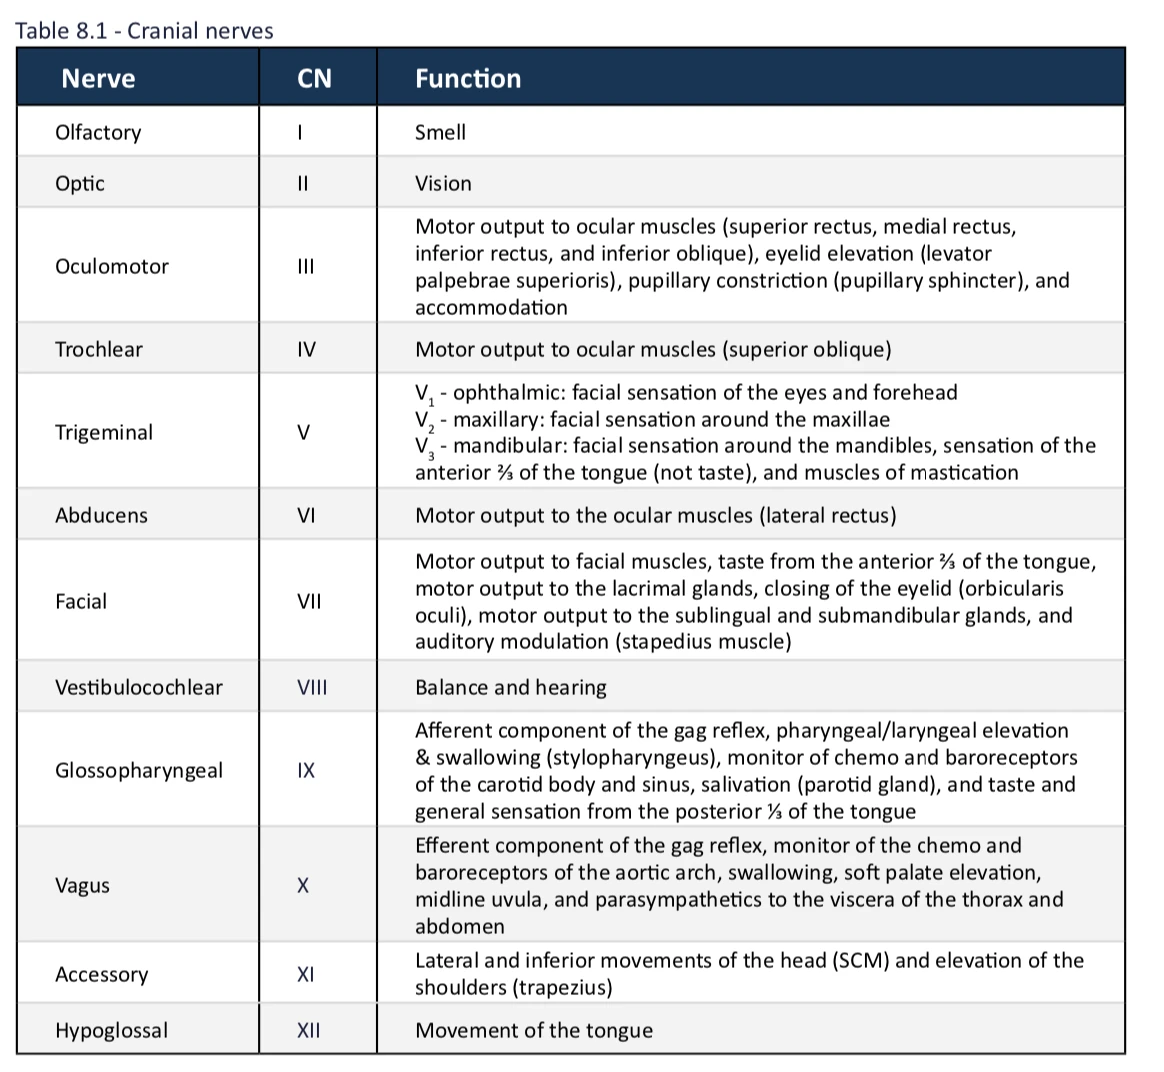 Table 8.1 - Cranial nerves
Nerve CN Function
Olfactory I Smell
Optic II Vision
Oculomotor III Motor output to ocular muscles (superior rectus, medial rectus,
inferior rectus, and inferior oblique), eyelid elevation (levator
palpebrae superioris), pupillary constriction (pupillary sphincter), and
accommodation
Trochlear IV Motor output to ocular muscles (superior oblique)
Trigeminal V V₁ - ophthalmic: facial sensation of the eyes and forehead
V₂ - maxillary: facial sensation around the maxillae
V₃ - mandibular: facial sensation around the mandibles, sensation of the
anterior ⅔ of the tongue (not taste), and muscles of mastication
Abducens VI Motor output to the ocular muscles (lateral rectus)
Facial VII Motor output to facial muscles, taste from the anterior ⅔ of the tongue,
motor output to the lacrimal glands, closing of the eyelid (orbicularis
oculi), motor output to the sublingual and submandibular glands, and
auditory modulation (stapedius muscle)
Vestibulocochlear VIII Balance and hearing
Glossopharyngeal IX Afferent component of the gag reflex, pharyngeal/laryngeal elevation
& swallowing (stylopharyngeus), monitor of chemo and baroreceptors
of the carotid body and sinus, salivation (parotid gland), and taste and
general sensation from the posterior ⅓ of the tongue
Vagus X Efferent component of the gag reflex, monitor of the chemo and
baroreceptors of the aortic arch, swallowing, soft palate elevation,
midline uvula, and parasympathetics to the viscera of the thorax and
abdomen
Accessory XI Lateral and inferior movements of the head (SCM) and elevation of the
shoulders (trapezius)
Hypoglossal XII Movement of the tongue